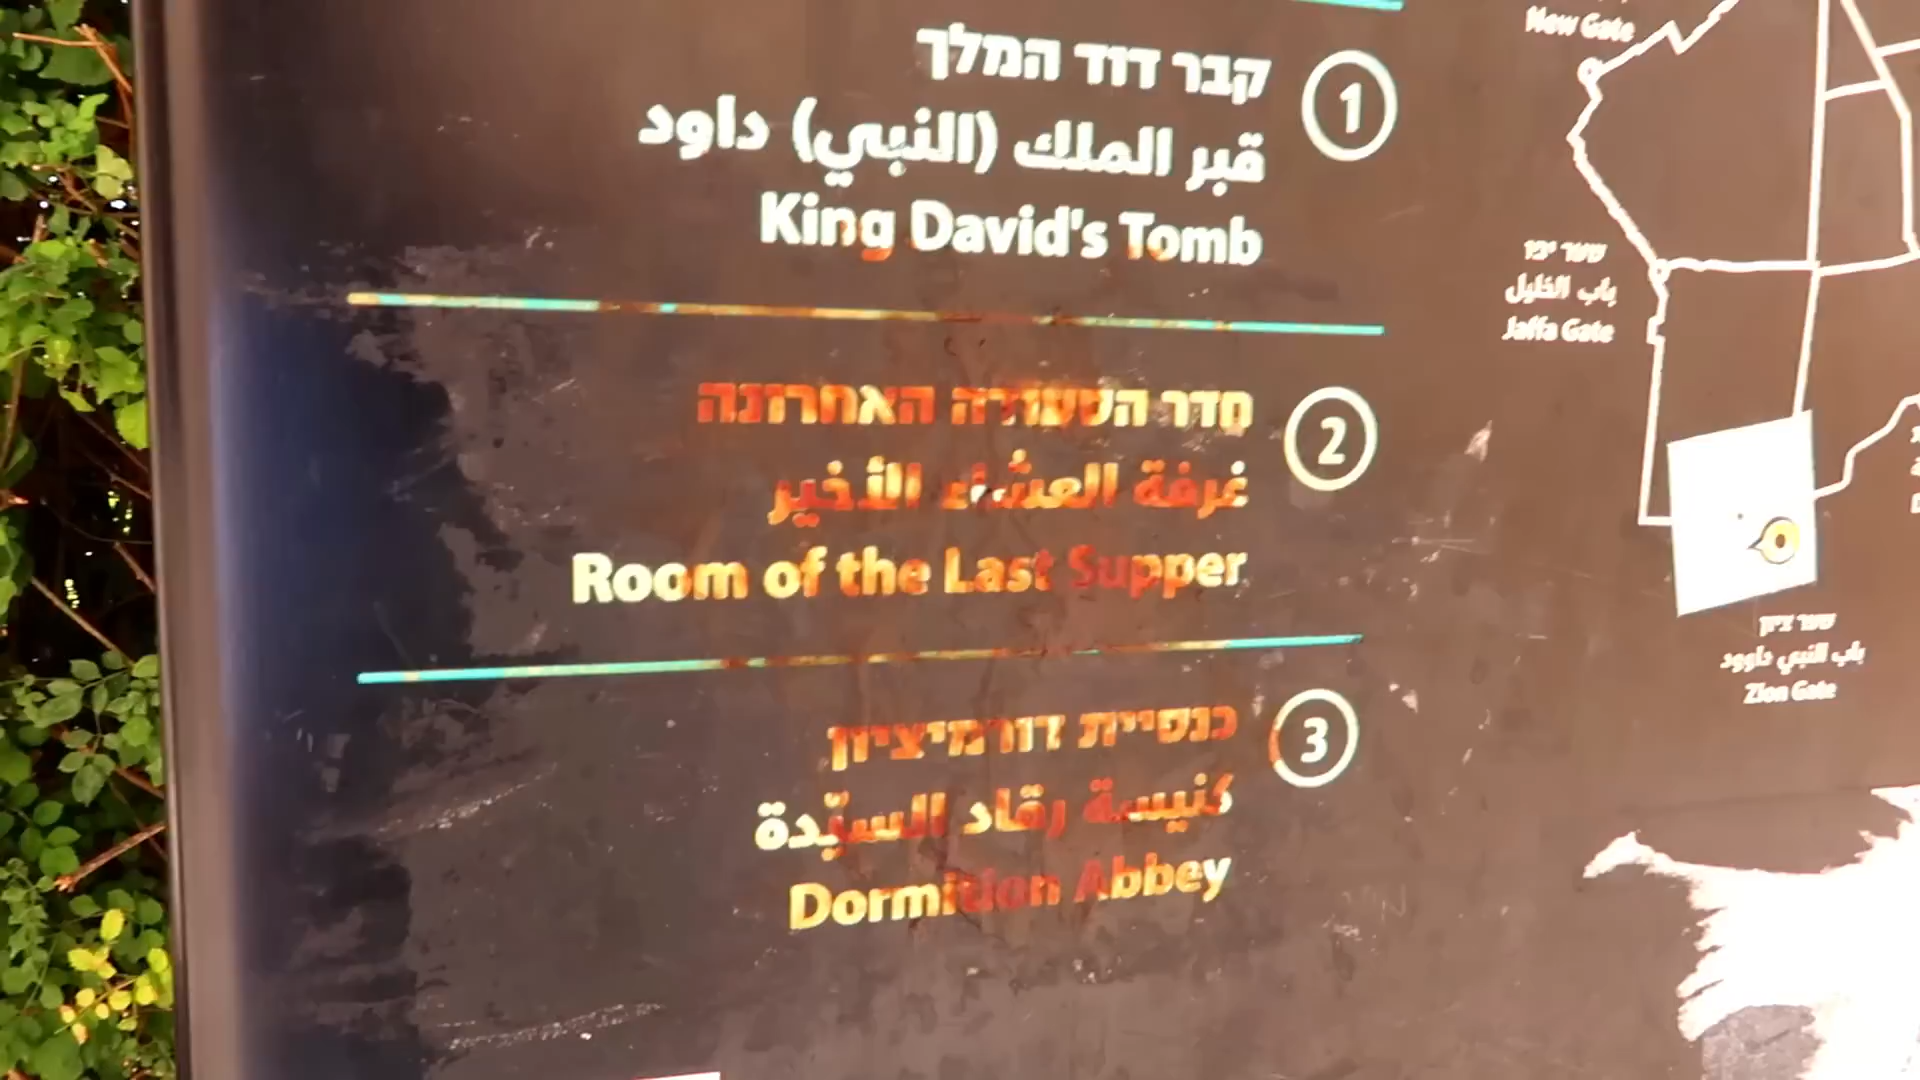 קבר דוד המלך
قبر الملك (النبي) داود
King David's Tomb
1
חדר הסעודה האחרונה
غرفة العشاء الأخير
Room of the Last Supper
2
כנסיית דורמיציון
كنيسة رقاد السيّدة
Dormition Abbey
3
New Gate
שער יפו
باب الخليل
Jaffa Gate
שער ציון
باب النبي داوود
Zion Gate